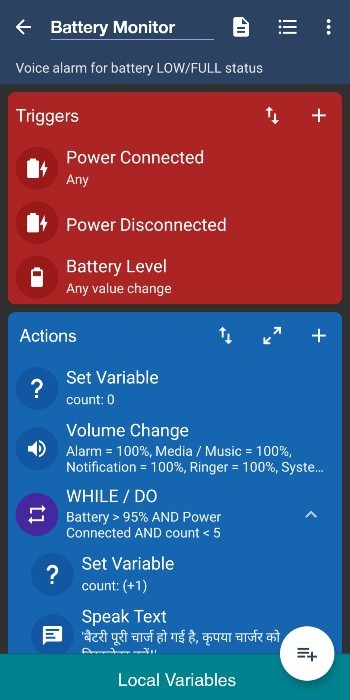 Battery Monitor
Voice alarm for battery LOW/FULL status
Triggers
Power Connected
Any
Power Disconnected
Battery Level
Any value change
Actions
Set Variable
count: 0
Volume Change
Alarm = 100%, Media / Music = 100%,
Notification = 100%, Ringer = 100%, Syste...
WHILE / DO
Battery > 95% AND Power
Connected AND count < 5
Set Variable
count: (+1)
Speak Text
'बैटरी पूरी चार्ज हो गई है, कृपया चार्जर को
Local Variables